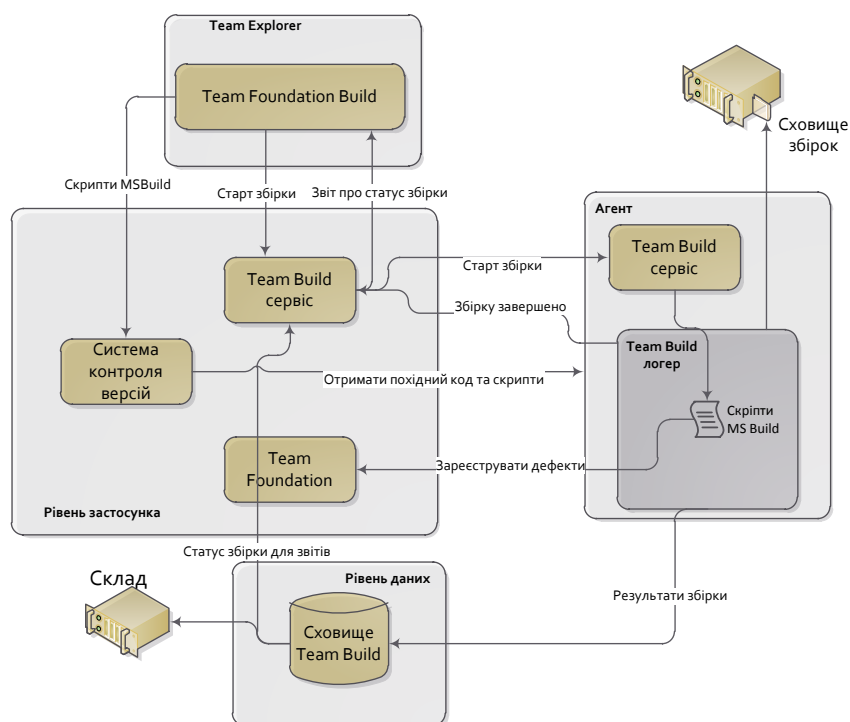 Team Explorer
Team Foundation Build
Сховище
збірок
Скрипти MSBuild
Старт збірки
Звіт про статус збірки
Агент
Team Build
сервіс
Team Build
сервіс
Старт збірки
Збірку завершено
Team Build
логер
Система
контроля
версій
Отримати похідний код та скрипти
Скріпти
MS Build
Team
Foundation
Зареєструвати дефекти
Рівень застосунка
Статус збірки для звітів
Склад
Рівень даних
Результати збірки
Сховище
Team Build